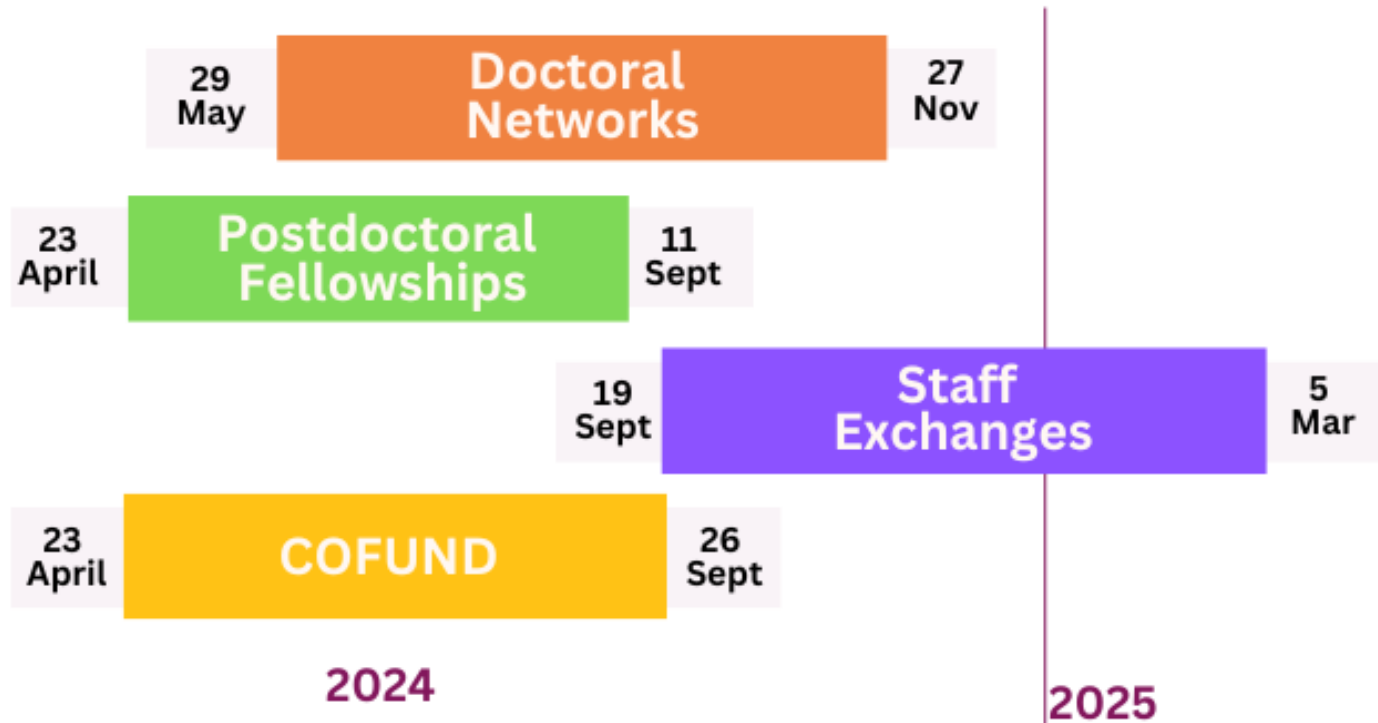 29
May
Doctoral
Networks
27
Nov
23
April
Postdoctoral
Fellowships
11
Sept
19
Sept
Staff
Exchanges
5
Mar
23
April
COFUND
26
Sept
2024
2025